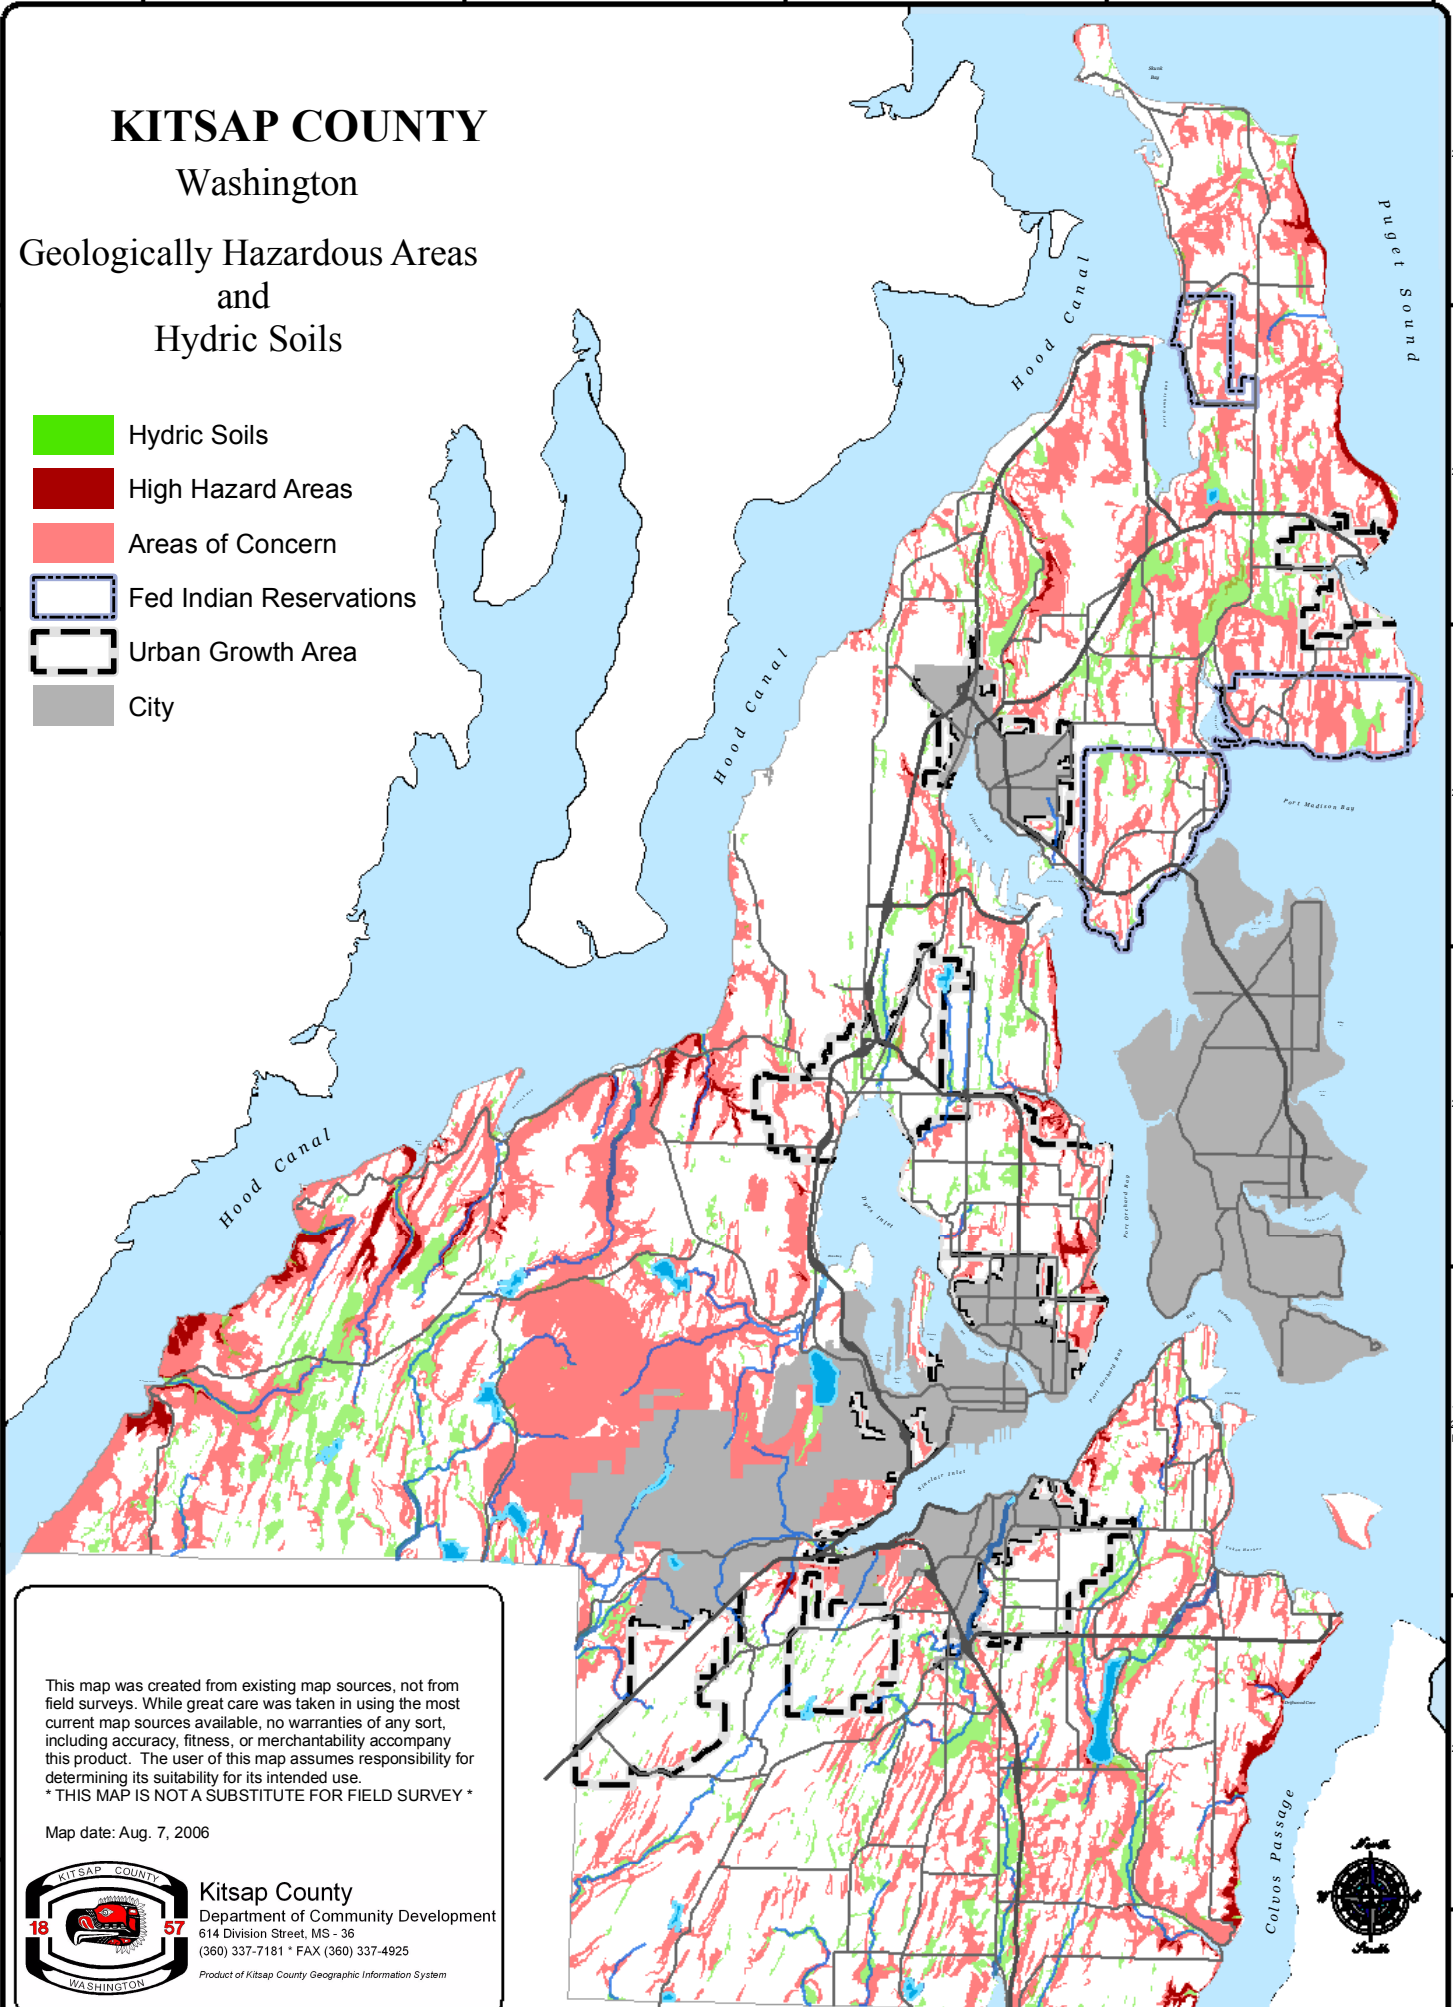 KITSAP COUNTY
Washington
Geologically Hazardous Areas
and
Hydric Soils
Hydric Soils
High Hazard Areas
Areas of Concern
Fed Indian Reservations
Urban Growth Area
City
Skunk
Bay
Puget Sound
Hood Canal
Hood Canal
Port Madison Bay
Hood Canal
Dyes Inlet
Port Orchard Bay
Port Orchard Bay
Sinclair Inlet
Colvos Passage
This map was created from existing map sources, not from
field surveys. While great care was taken in using the most
current map sources available, no warranties of any sort,
including accuracy, fitness, or merchantability accompany
this product. The user of this map assumes responsibility for
determining its suitability for its intended use.
* THIS MAP IS NOT A SUBSTITUTE FOR FIELD SURVEY *
Map date: Aug. 7, 2006
KITSAP COUNTY
18 57
WASHINGTON
Kitsap County
Department of Community Development
614 Division Street, MS - 36
(360) 337-7181 * FAX (360) 337-4925
Product of Kitsap County Geographic Information System
North
W E
South